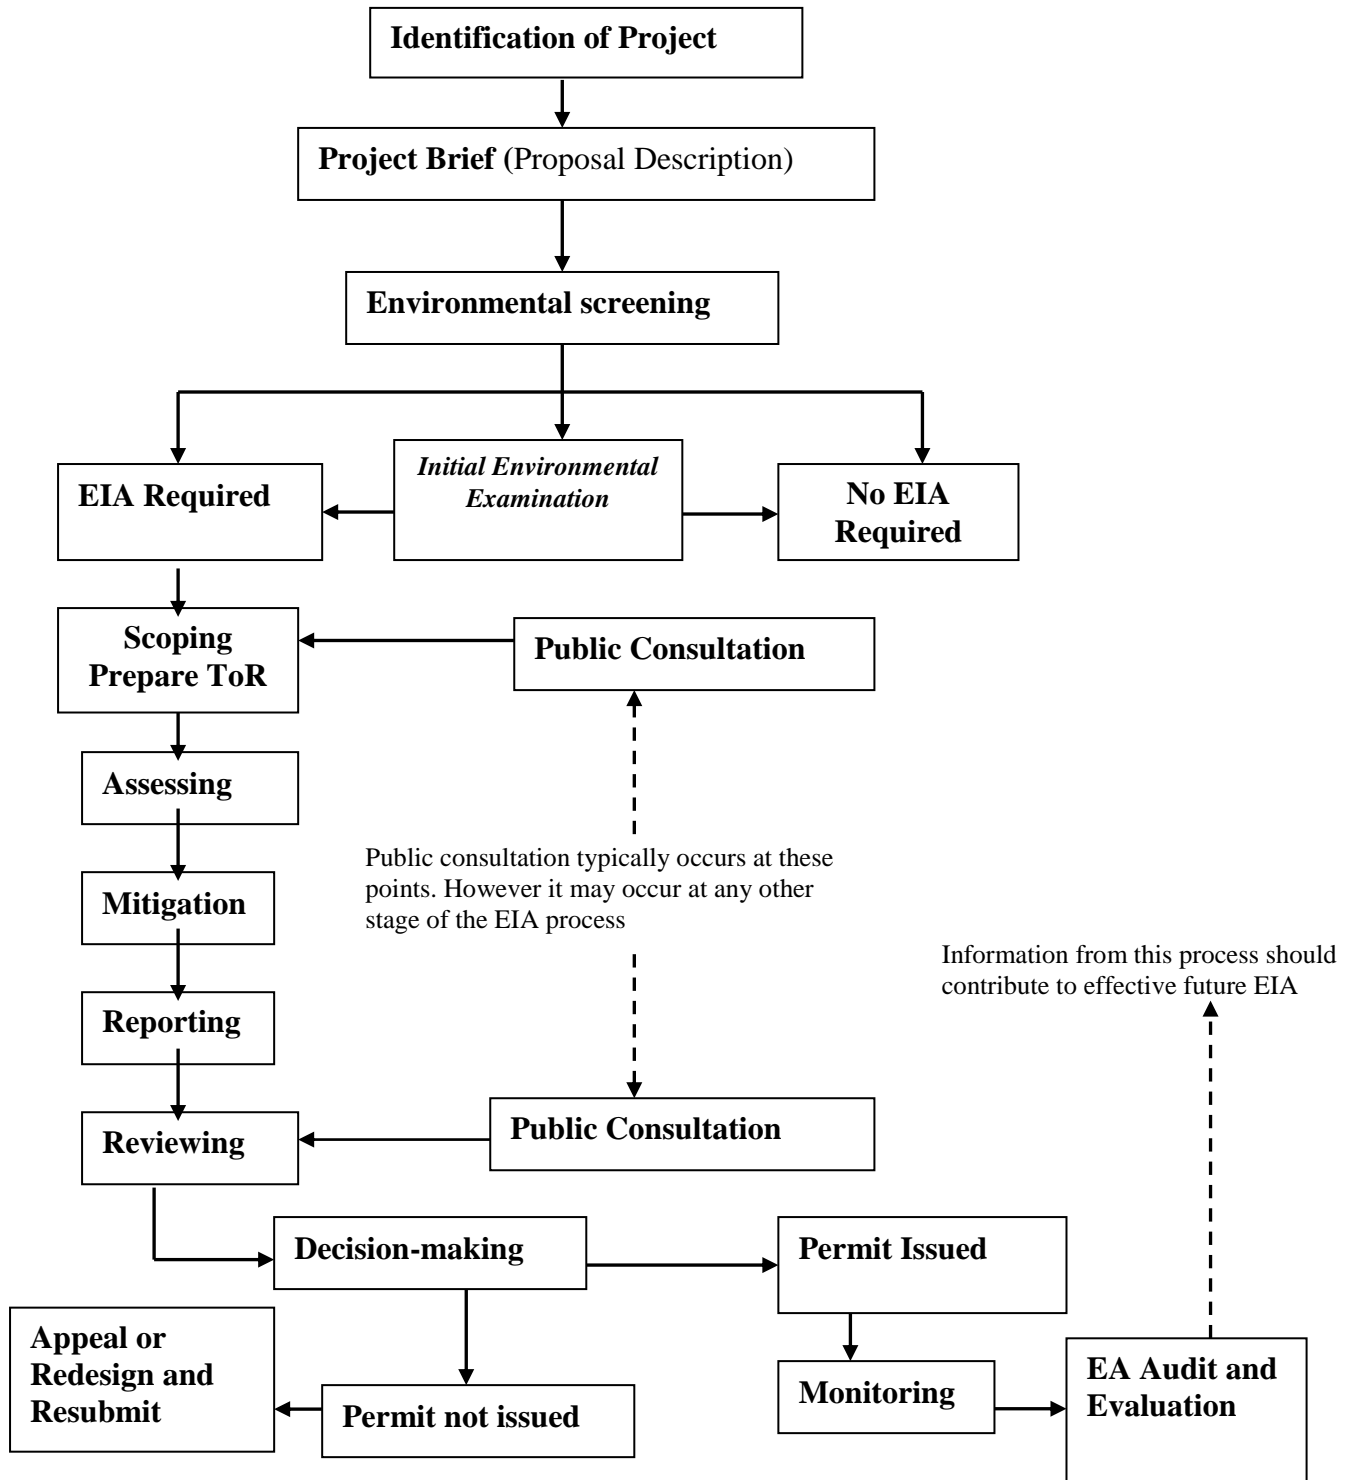 Identification of Project
Project Brief (Proposal Description)
Environmental screening
EIA Required
Initial Environmental
Examination
No EIA
Required
Scoping
Prepare ToR
Public Consultation
Assessing
Public consultation typically occurs at these
points. However it may occur at any other
stage of the EIA process
Mitigation
Information from this process should
contribute to effective future EIA
Reporting
Reviewing
Public Consultation
Decision-making
Permit Issued
Appeal or
Redesign and
Resubmit
Permit not issued
Monitoring
EA Audit and
Evaluation